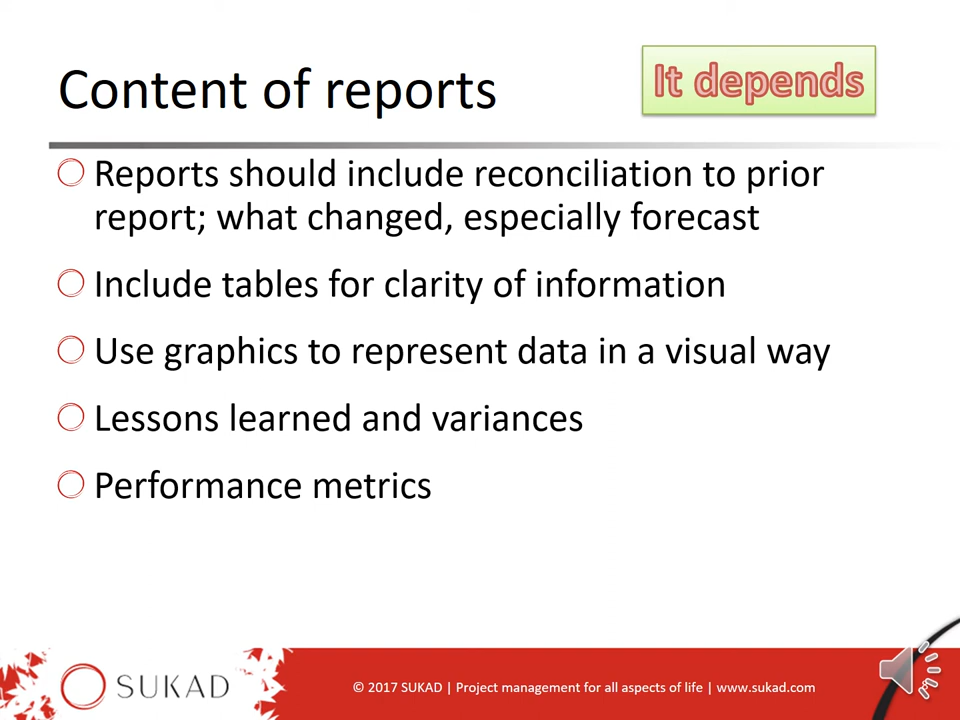 Content of reports
It depends
Reports should include reconciliation to prior
report; what changed, especially forecast
Include tables for clarity of information
Use graphics to represent data in a visual way
Lessons learned and variances
Performance metrics
SUKAD
© 2017 SUKAD | Project management for all aspects of life | www.sukad.com